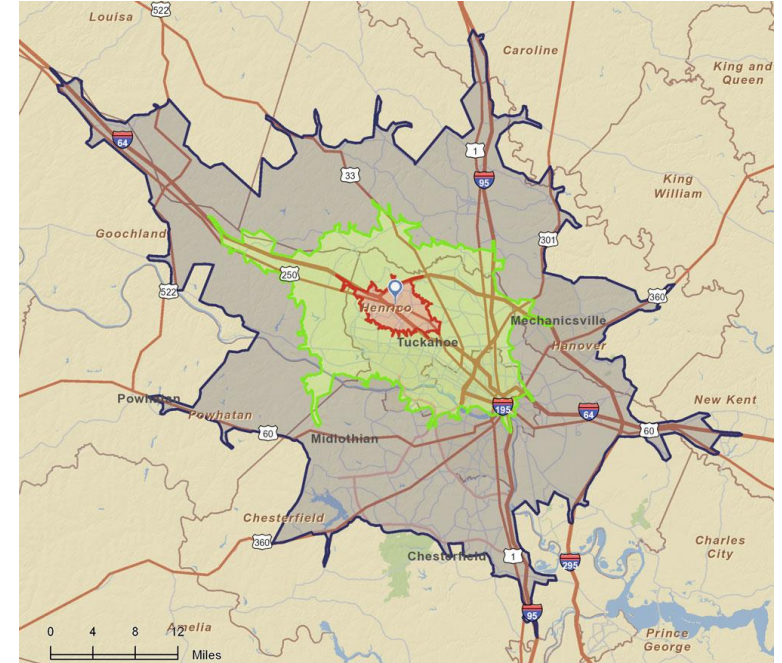 Louisa
522
Caroline
King and
Queen
64
1
33
95
King
William
Goochland
301
250
522
360
Henrico
Mechanicsville
Tuckahoe
Hanover
Powhatan
Powhatan
195
64
New Kent
60
60
Midlothian
Chesterfield
360
Charles
City
Chesterfield
1
295
95
Amelia
Prince
George
0 4 8 12
Miles